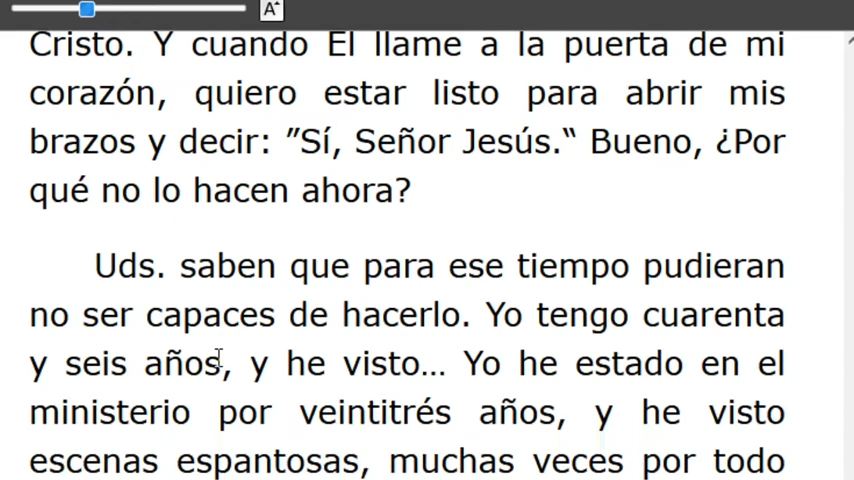 A
Cristo. Y cuando Él llame a la puerta de mi
corazón, quiero estar listo para abrir mis
brazos y decir: ”Sí, Señor Jesús.“ Bueno, ¿Por
qué no lo hacen ahora?
Uds. saben que para ese tiempo pudieran
no ser capaces de hacerlo. Yo tengo cuarenta
y seis años, y he visto... Yo he estado en el
ministerio por veintitrés años, y he visto
escenas espantosas, muchas veces por todo